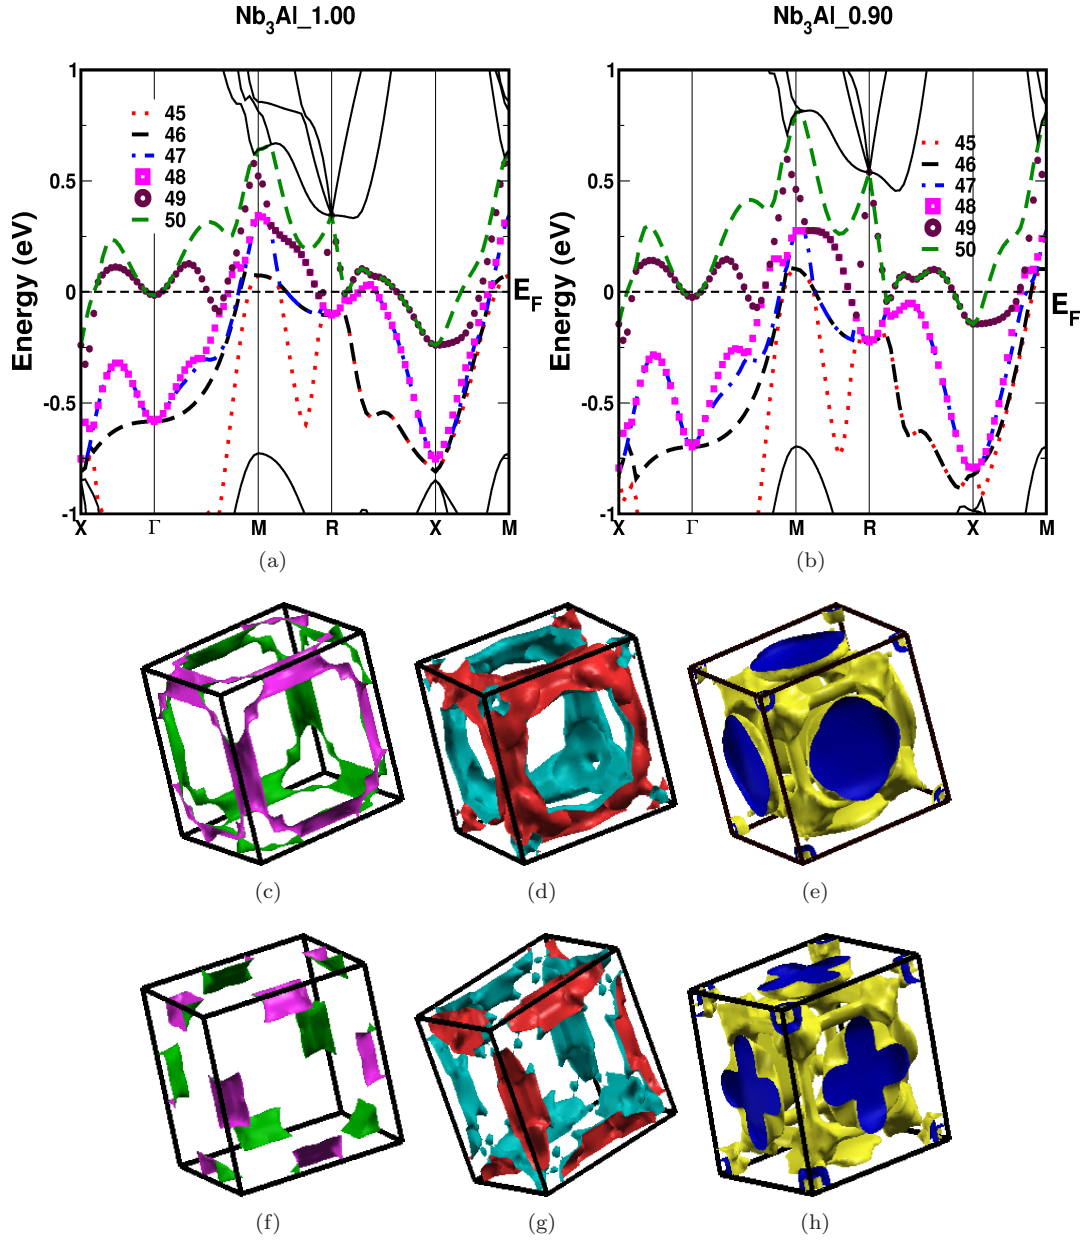 Nb3Al_1.00
Nb3Al_0.90
Energy (eV)
1
0.5
0
-0.5
-1
45
46
47
48
49
50
X Γ M R X M
EF
(a)
Energy (eV)
1
0.5
0
-0.5
-1
45
46
47
48
49
50
X Γ M R X M
EF
(b)
(c) (d) (e)
(f) (g) (h)